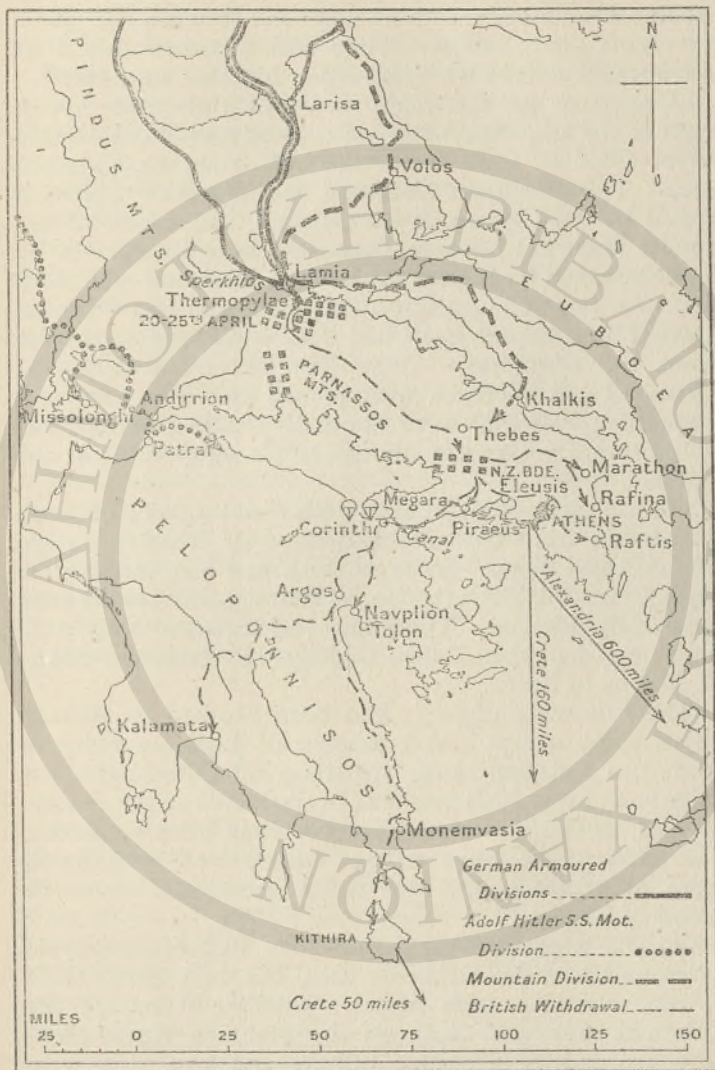 N
PINDUS MTS.
Larisa
Volos
Sperkhios
Lamia
Thermopylae
20-25TH APRIL
EUBOEA
PARNASSOS
MTS.
Khalkis
Missolonghi
Andirrion
Patrai
Thebes
N.Z.BDE.
Marathon
Megara
Eleusis
Rafina
Corinth
Canal
Piraeus
ATHENS
Raftis
PELOPONNISOS
Argos
Navplion
Tolon
Alexandria 600 miles
Crete 160 miles
Kalamata
Monemvasia
KITHIRA
Crete 50 miles
German Armoured
Divisions
Adolf Hitler S.S. Mot.
Division
Mountain Division
British Withdrawal
MILES
25 0 25 50 75 100 125 150
ΔΗΜΟΤΙΚΗ ΒΙΒΛΙΟΘΗΚΗ
ΧΑΝΙΩΝ